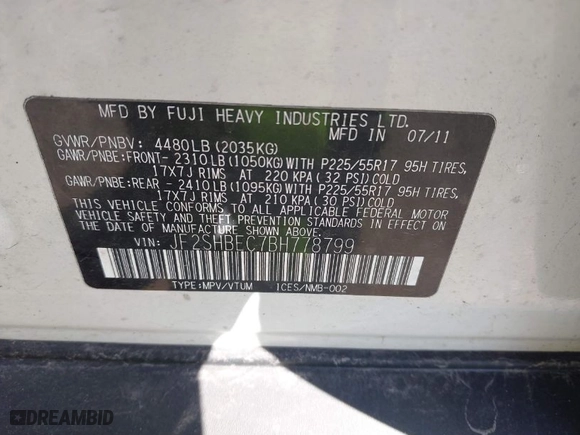 MFD BY FUJI HEAVY INDUSTRIES LTD.
MFD IN 07/11
GVWR/PNBV: 4480LB(2035KG)
GAWR/PNBE:FRONT- 2310LB(1050KG)WITH P225/55R17 95H TIRES,
17X7J RIMS AT 220 KPA(32 PSI)COLD
GAWR/PNBE:REAR - 2410LB(1095KG)WITH P225/55R17 95H TIRES,
17X7J RIMS AT 210 KPA(30 PSI)COLD
THIS VEHICLE CONFORMS TO ALL APPLICABLE FEDERAL MOTOR
VEHICLE SAFETY AND THEFT PREVENTION STANDARDS IN EFFECT
ON THE DATE OF MANUFACTURE SHOWN ABOVE.
VIN: JF2SHBEC7BH778799
TYPE:MPV/VTUM ICES/NMB-002
DREAMBID